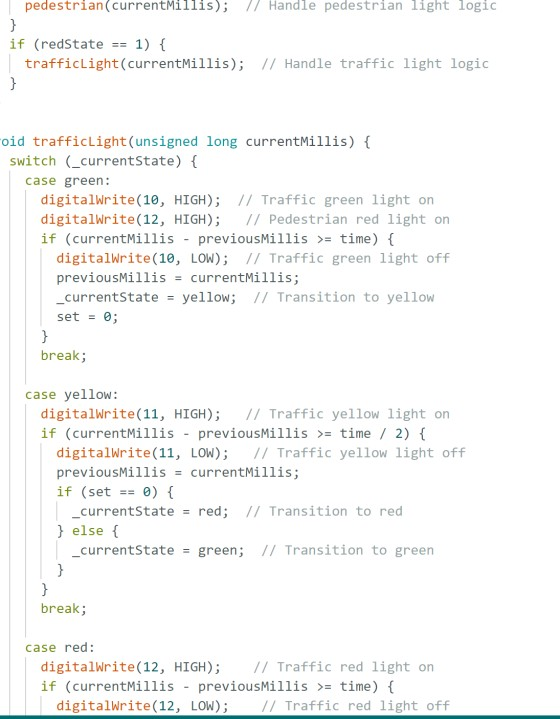 pedestrian(currentMillis);  // Handle pedestrian light logic
}
if (redState == 1) {
trafficLight(currentMillis);  // Handle traffic light logic
}
oid trafficLight(unsigned long currentMillis) {
switch (_currentState) {
case green:
digitalWrite(10, HIGH);  // Traffic green light on
digitalWrite(12, HIGH);   // Pedestrian red light on
if (currentMillis - previousMillis >= time) {
digitalWrite(10, LOW);  // Traffic green light off
previousMillis = currentMillis;
_currentState = yellow;  // Transition to yellow
set = 0;
}
break;
case yellow:
digitalWrite(11, HIGH);   // Traffic yellow light on
if (currentMillis - previousMillis >= time / 2) {
digitalWrite(11, LOW);   // Traffic yellow light off
previousMillis = currentMillis;
if (set == 0) {
_currentState = red;  // Transition to red
} else {
_currentState = green;  // Transition to green
}
}
break;
case red:
digitalWrite(12, HIGH);    // Traffic red light on
if (currentMillis - previousMillis >= time) {
digitalWrite(12, LOW);    // Traffic red light off